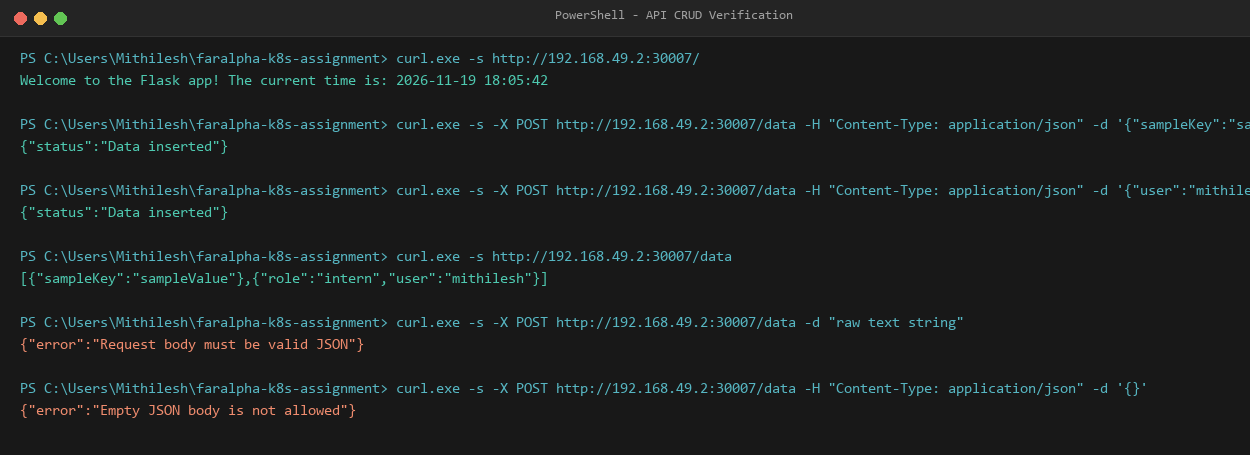 PowerShell - API CRUD Verification
PS C:\Users\Mithilesh\faralpha-k8s-assignment> curl.exe -s http://192.168.49.2:30007/
Welcome to the Flask app! The current time is: 2026-11-19 18:05:42
PS C:\Users\Mithilesh\faralpha-k8s-assignment> curl.exe -s -X POST http://192.168.49.2:30007/data -H "Content-Type: application/json" -d '{"sampleKey":"sa
{"status":"Data inserted"}
PS C:\Users\Mithilesh\faralpha-k8s-assignment> curl.exe -s -X POST http://192.168.49.2:30007/data -H "Content-Type: application/json" -d '{"user":"mithile
{"status":"Data inserted"}
PS C:\Users\Mithilesh\faralpha-k8s-assignment> curl.exe -s http://192.168.49.2:30007/data
[{"sampleKey":"sampleValue"},{"role":"intern","user":"mithilesh"}]
PS C:\Users\Mithilesh\faralpha-k8s-assignment> curl.exe -s -X POST http://192.168.49.2:30007/data -d "raw text string"
{"error":"Request body must be valid JSON"}
PS C:\Users\Mithilesh\faralpha-k8s-assignment> curl.exe -s -X POST http://192.168.49.2:30007/data -H "Content-Type: application/json" -d '{}'
{"error":"Empty JSON body is not allowed"}